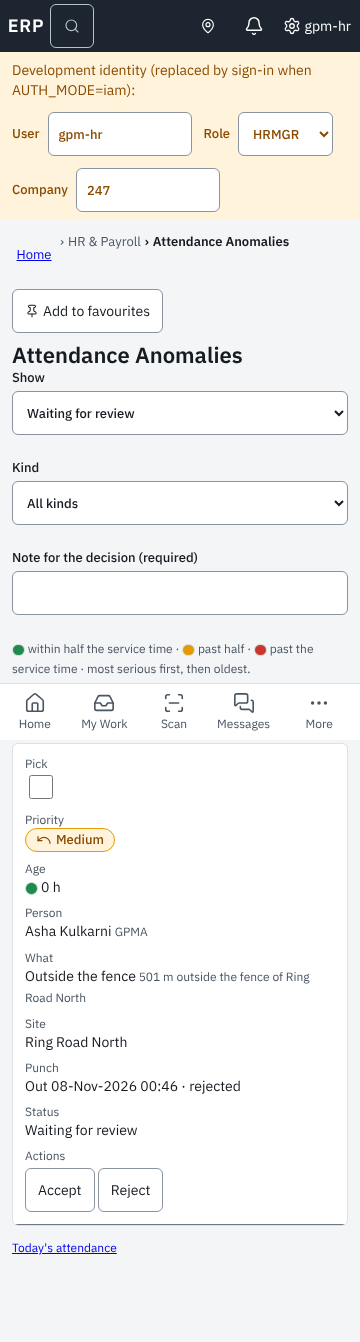 ERP
gpm-hr
Development identity (replaced by sign-in when
AUTH_MODE=iam):
User gpm-hr Role HRMGR
Company 247
Home › HR & Payroll › Attendance Anomalies
Add to favourites
Attendance Anomalies
Show
Waiting for review
Kind
All kinds
Note for the decision (required)
within half the service time · past half · past the
service time · most serious first, then oldest.
Home My Work Scan Messages More
Pick
Priority
Medium
Age
0 h
Person
Asha Kulkarni GPMA
What
Outside the fence 501 m outside the fence of Ring
Road North
Site
Ring Road North
Punch
Out 08-Nov-2026 00:46 · rejected
Status
Waiting for review
Actions
Accept Reject
Today's attendance